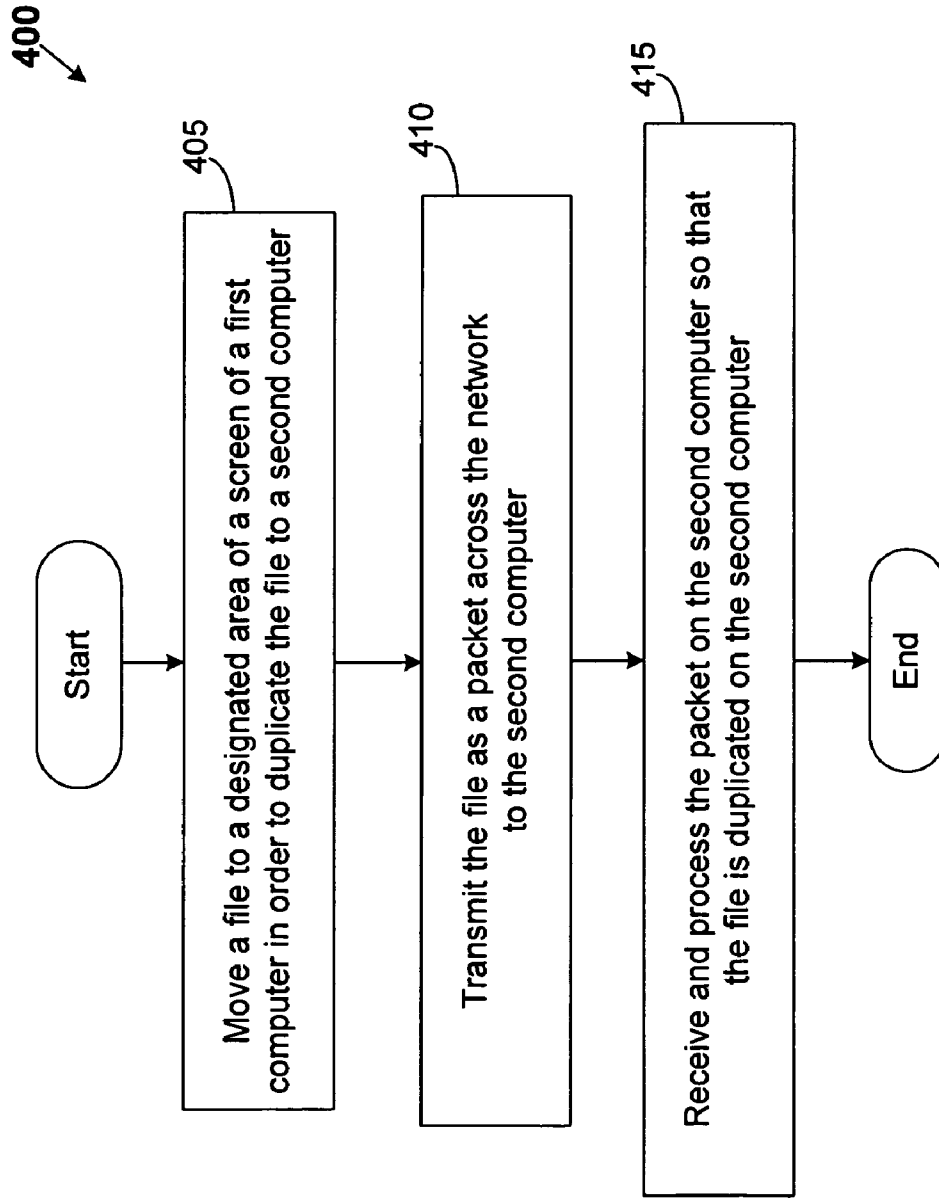 400
Start
405
Move a file to a designated area of a screen of a first
computer in order to duplicate the file to a second computer
410
Transmit the file as a packet across the network
to the second computer
415
Receive and process the packet on the second computer so that
the file is duplicated on the second computer
End